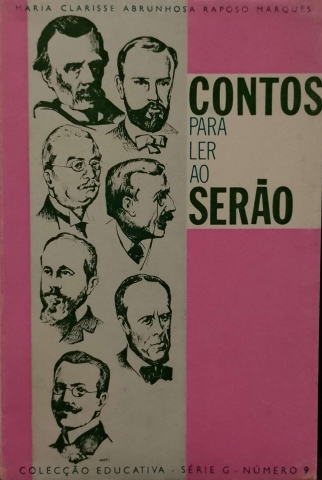 MARIA CLARISSE ABRUNHOSA RAPOSO MARQUES
CONTOS
PARA
LER
AO
SERÃO
COLECÇÃO EDUCATIVA - SÉRIE G - NÚMERO 9